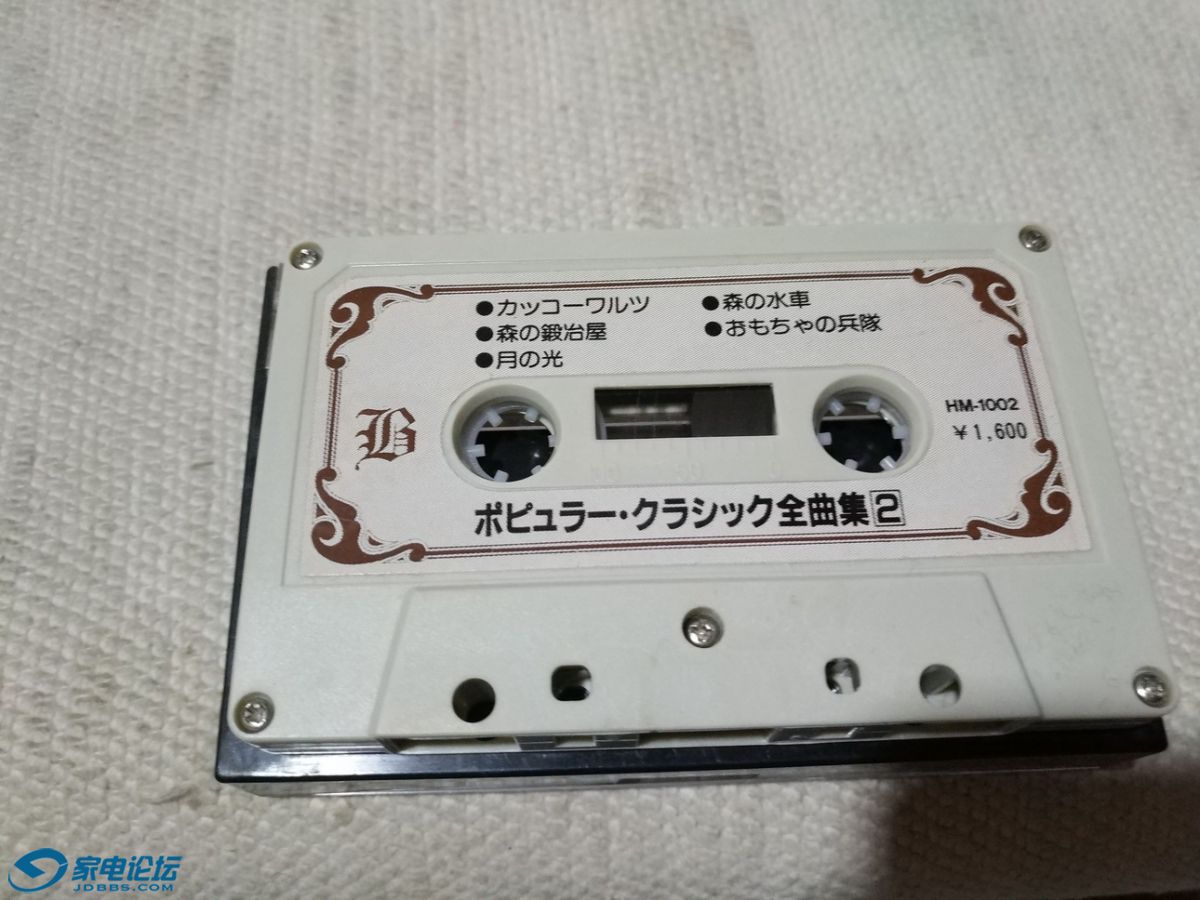 ●カッコーワルツ
●森の鍛冶屋
●月の光
●森の水車
●おもちゃの兵隊
B
HM-1002
￥1,600
ポピュラー・クラシック全曲集2
家电论坛
JDBBS.COM